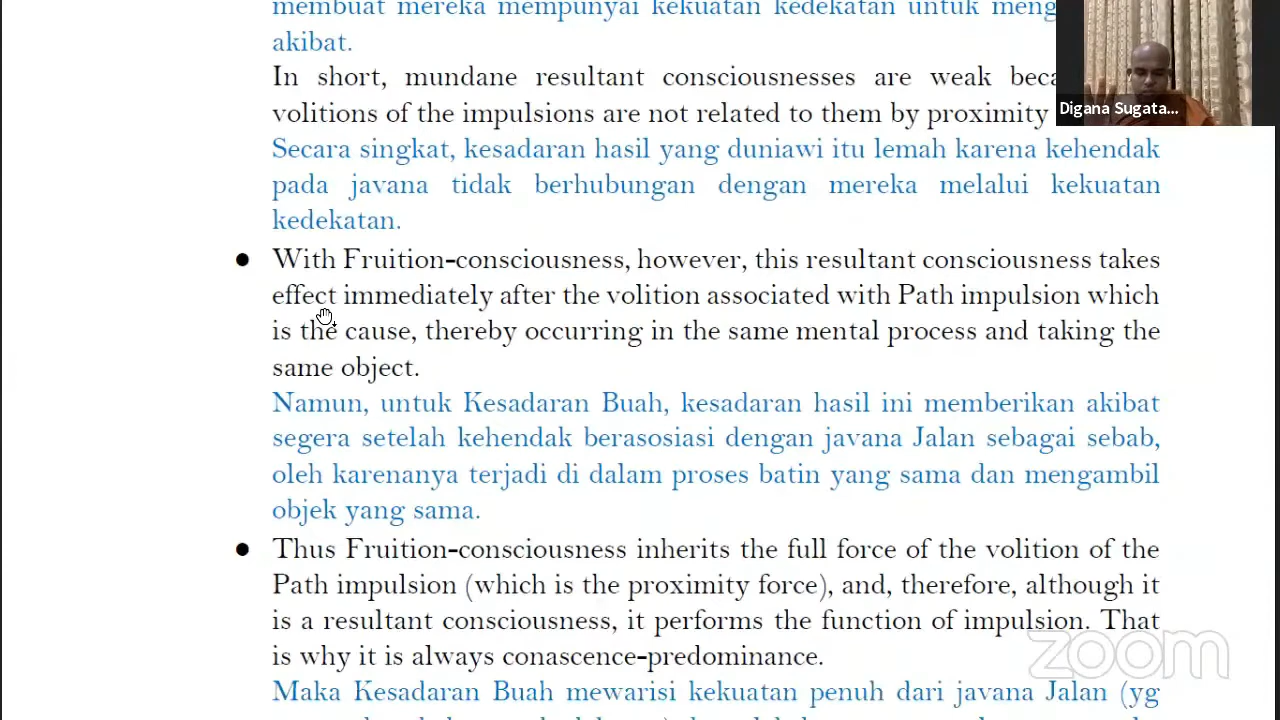 membuat mereka mempunyai kekuatan kedekatan untuk
akibat.
In short, mundane resultant consciousnesses are weak
volitions of the impulsions are not related to them by proximity
Digana Sugata...
Secara singkat, kesadaran hasil yang duniawi itu lemah karena kehendak
pada javana tidak berhubungan dengan mereka melalui kekuatan
kedekatan.
● With Fruition-consciousness, however, this resultant consciousness takes
effect immediately after the volition associated with Path impulsion which
is the cause, thereby occurring in the same mental process and taking the
same object.
Namun, untuk Kesadaran Buah, kesadaran hasil ini memberikan akibat
segera setelah kehendak berasosiasi dengan javana Jalan sebagai sebab,
oleh karenanya terjadi di dalam proses batin yang sama dan mengambil
objek yang sama.
● Thus Fruition-consciousness inherits the full force of the volition of the
Path impulsion (which is the proximity force), and, therefore, although it
is a resultant consciousness, it performs the function of impulsion. That
is why it is always conascence-predominance.
zoom
Maka Kesadaran Buah mewarisi kekuatan penuh dari javana Jalan (yg